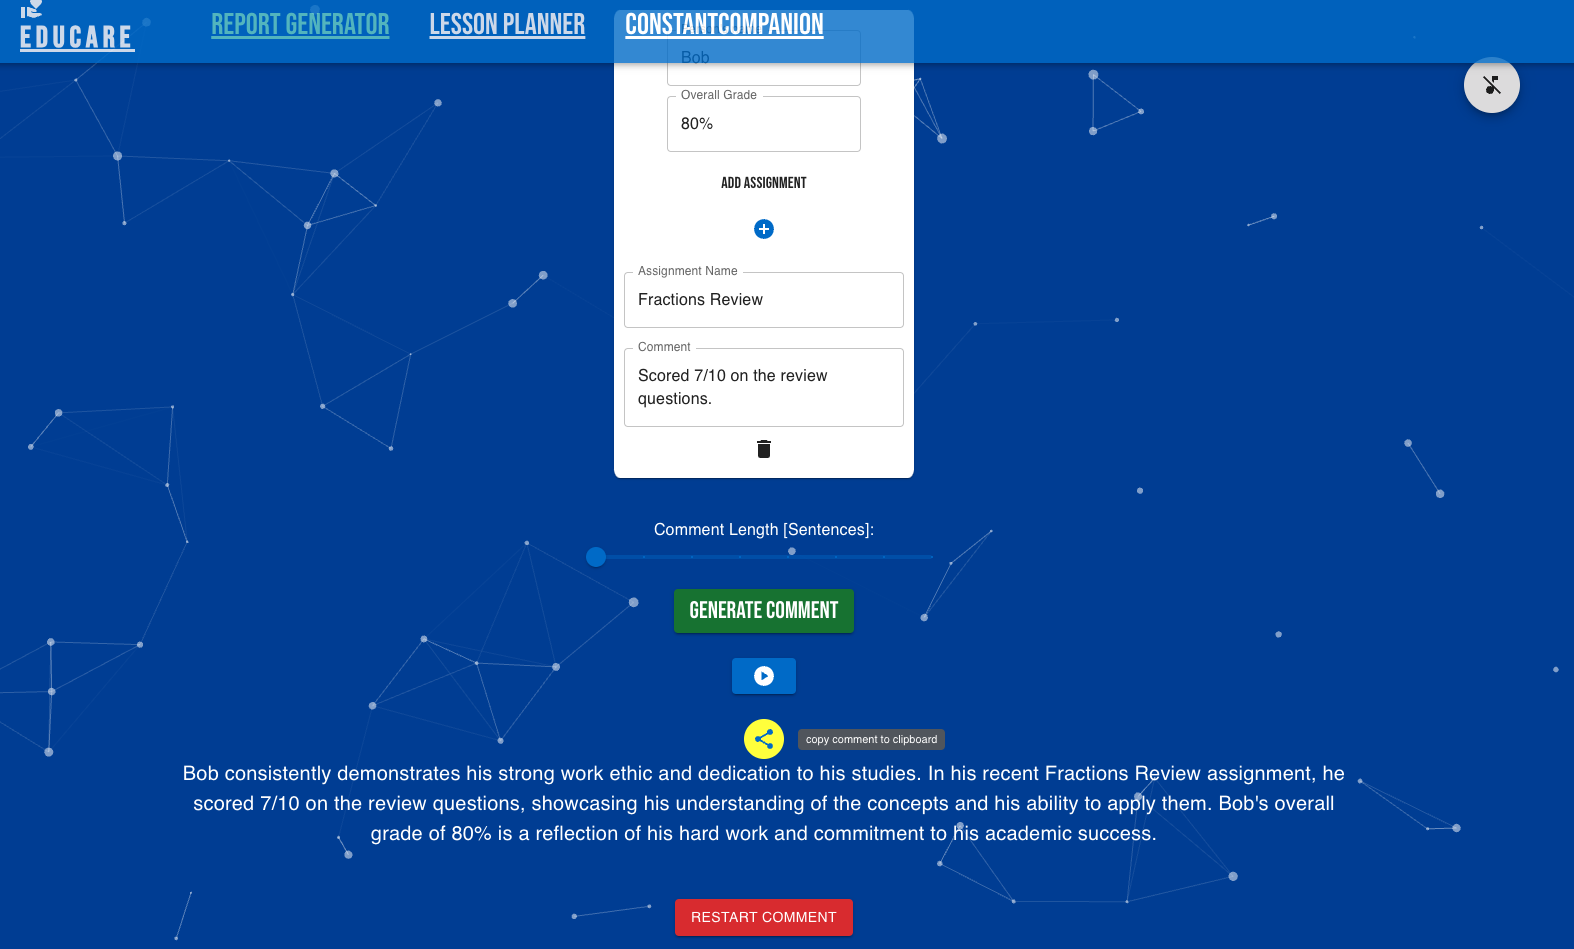 EDUCARE
REPORT GENERATOR
LESSON PLANNER
CONSTANTCOMPANION
Bob
Overall Grade
80%
ADD ASSIGNMENT
Assignment Name
Fractions Review
Comment
Scored 7/10 on the review
questions.
Comment Length [Sentences]:
GENERATE COMMENT
copy comment to clipboard
Bob consistently demonstrates his strong work ethic and dedication to his studies. In his recent Fractions Review assignment, he
scored 7/10 on the review questions, showcasing his understanding of the concepts and his ability to apply them. Bob's overall
grade of 80% is a reflection of his hard work and commitment to his academic success.
RESTART COMMENT